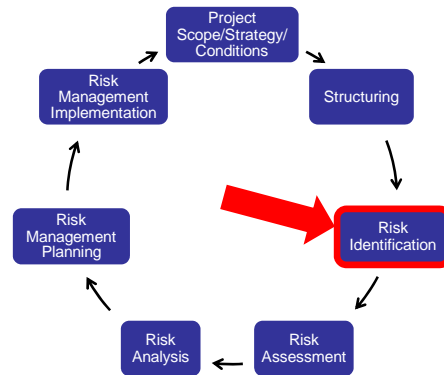 Project
Scope/Strategy/
Conditions
Structuring
Risk
Identification
Risk
Assessment
Risk
Analysis
Risk
Management
Planning
Risk
Management
Implementation